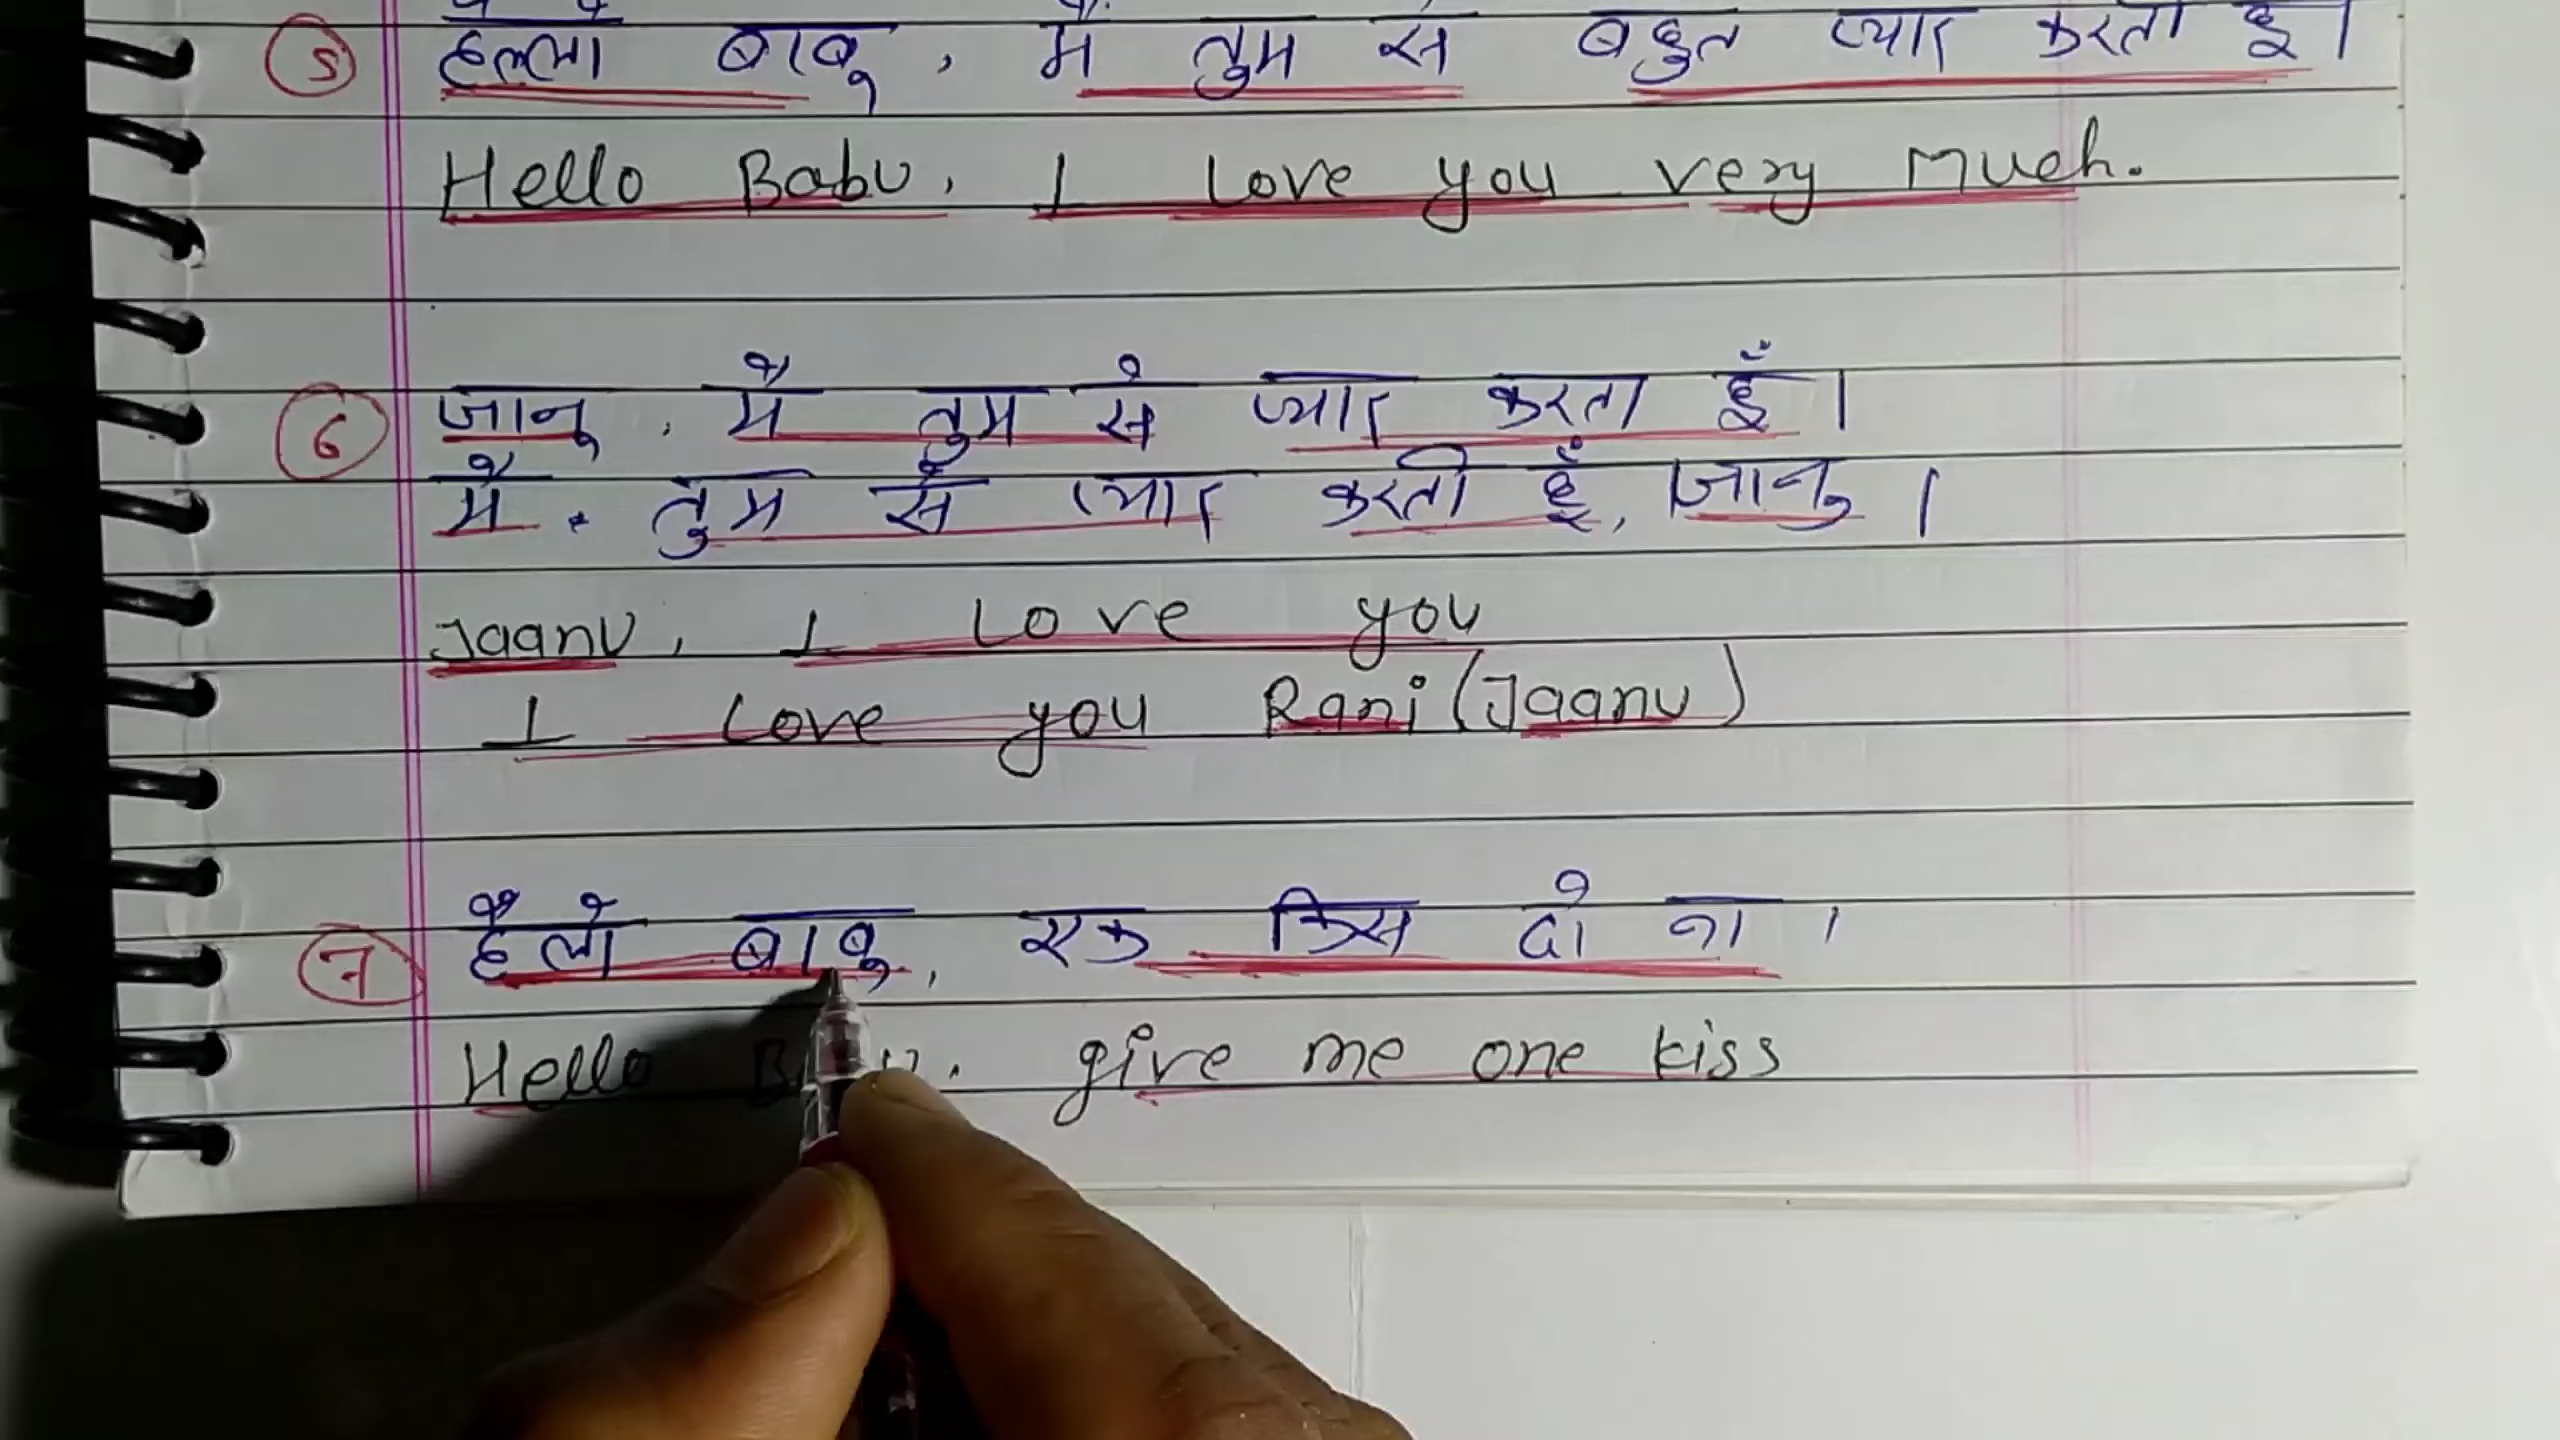 5 हेल्लो बाबू, मैं तुम से बहुत प्यार करता हूँ।
Hello Babu, I Love you very Much.
6 जानू, मैं तुम से प्यार करता हूँ।
मैं. तुम से प्यार करती हूँ, जानू।
Jaanu, I Love you
I Love you Rani (Jaanu)
7 हैलो बाबू, एक किस दो ना।
Hello give me one kiss